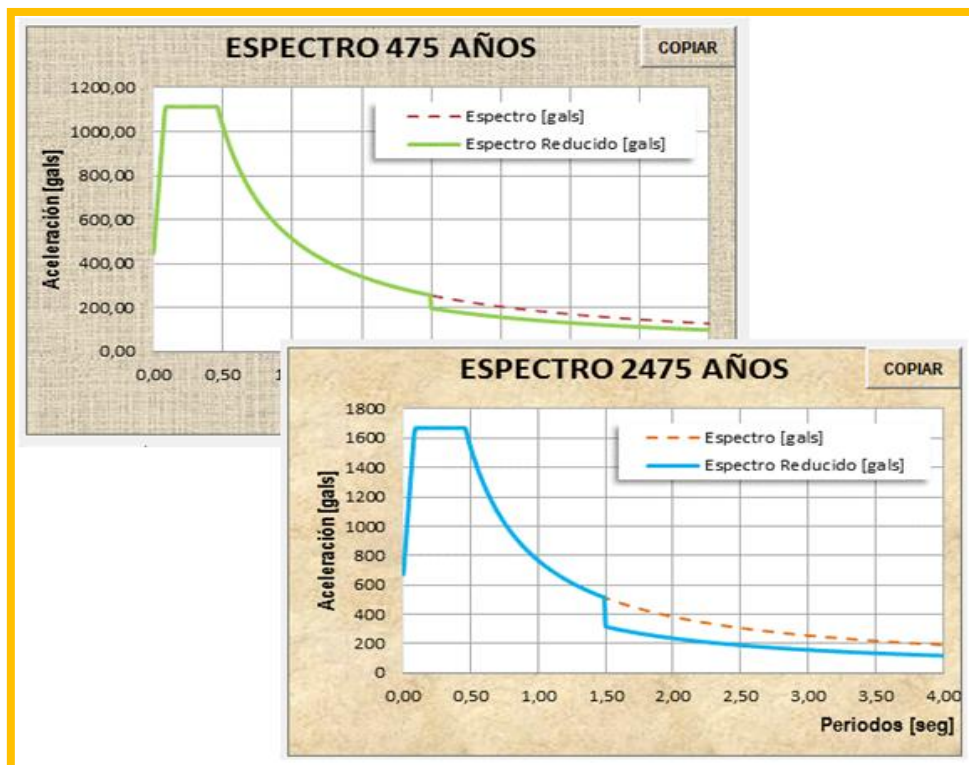 ESPECTRO 475 AÑOS
COPIAR
Aceleración [gals]
1200,00
1000,00
800,00
600,00
400,00
200,00
0,00
Espectro [gals]
Espectro Reducido [gals]
0,00 0,50
ESPECTRO 2475 AÑOS
COPIAR
Aceleración [gals]
1800
1600
1400
1200
1000
800
600
400
200
0
Espectro [gals]
Espectro Reducido [gals]
0,00 0,50 1,00 1,50 2,00 2,50 3,00 3,50 4,00
Periodos [seg]